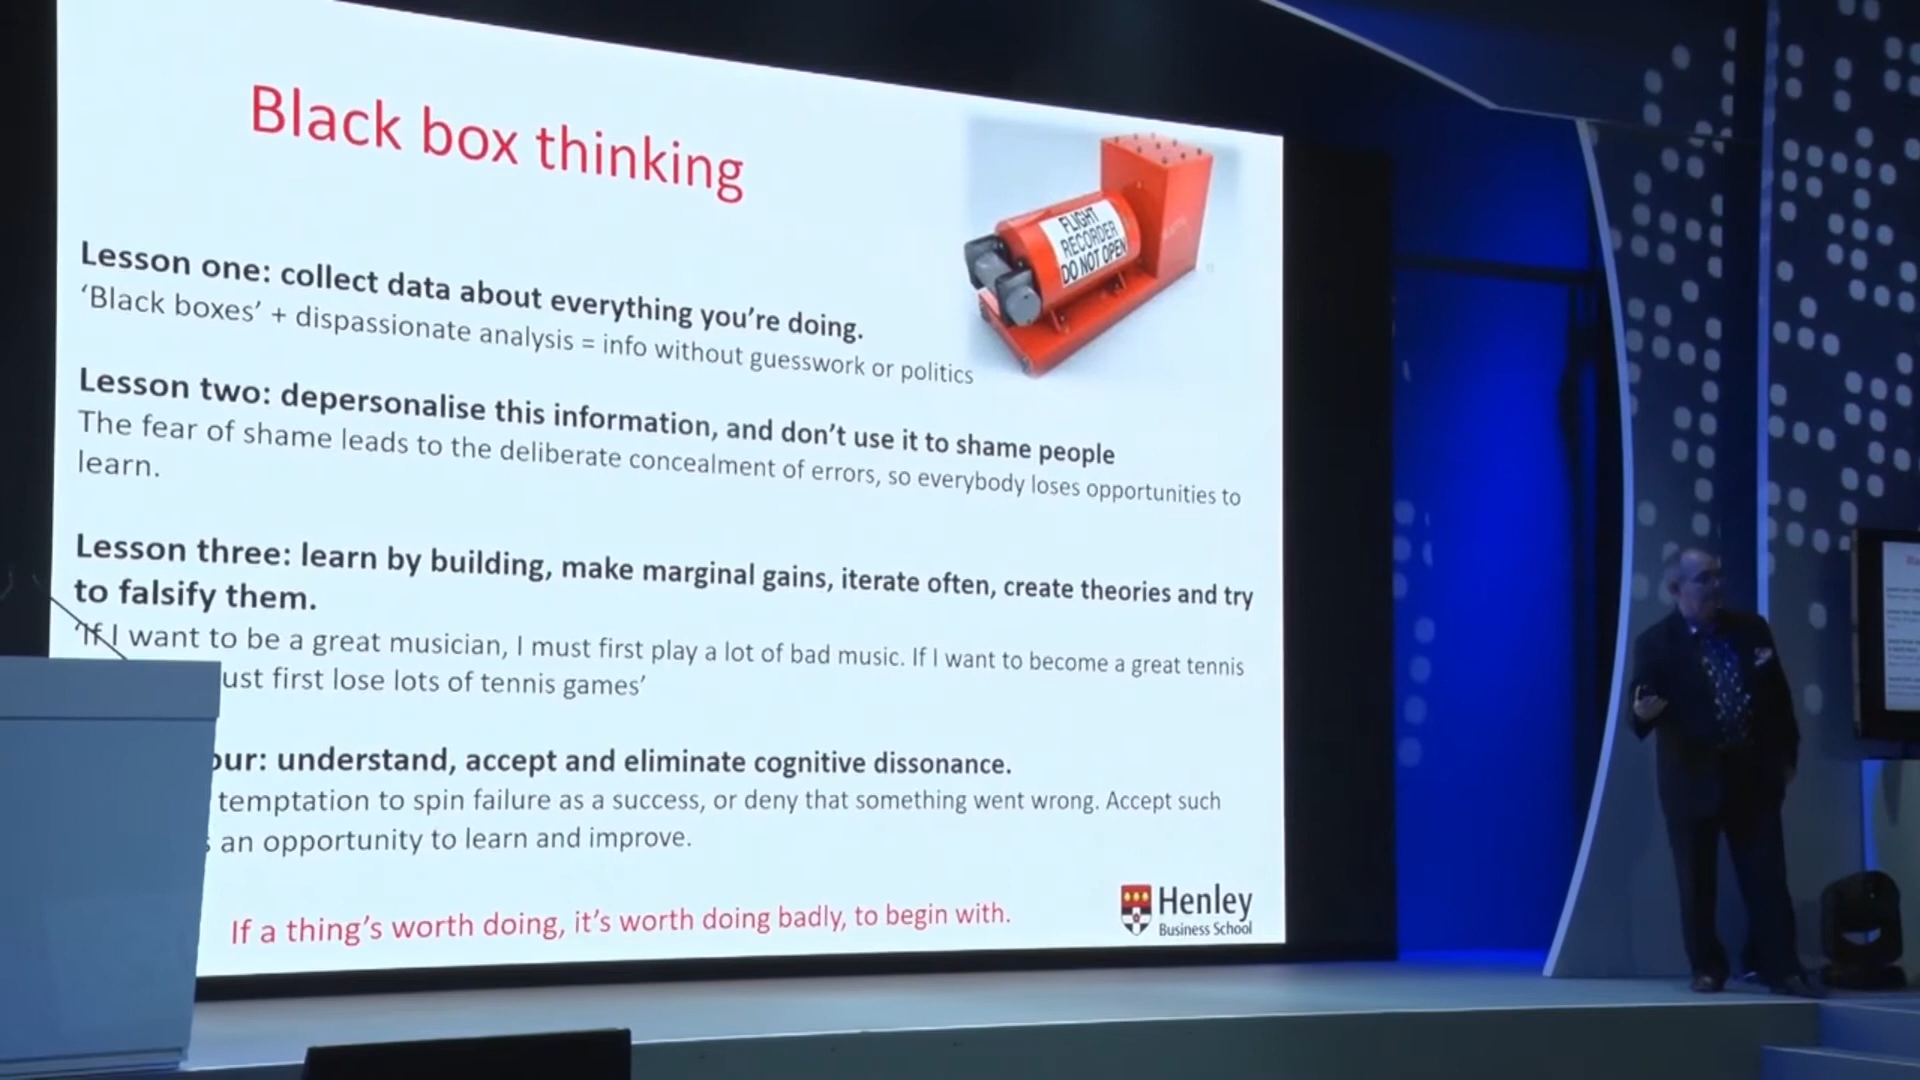 Black box thinking
FLIGHT
RECORDER
DO NOT OPEN
Lesson one: collect data about everything you're doing.
‘Black boxes’ + dispassionate analysis = info without guesswork or politics
Lesson two: depersonalise this information, and don't use it to shame people
The fear of shame leads to the deliberate concealment of errors, so everybody loses opportunities to
learn.
Lesson three: learn by building, make marginal gains, iterate often, create theories and try
to falsify them.
‘If I want to be a great musician, I must first play a lot of bad music. If I want to become a great tennis
ust first lose lots of tennis games’
our: understand, accept and eliminate cognitive dissonance.
temptation to spin failure as a success, or deny that something went wrong. Accept such
s an opportunity to learn and improve.
If a thing's worth doing, it's worth doing badly, to begin with.
Henley
Business School